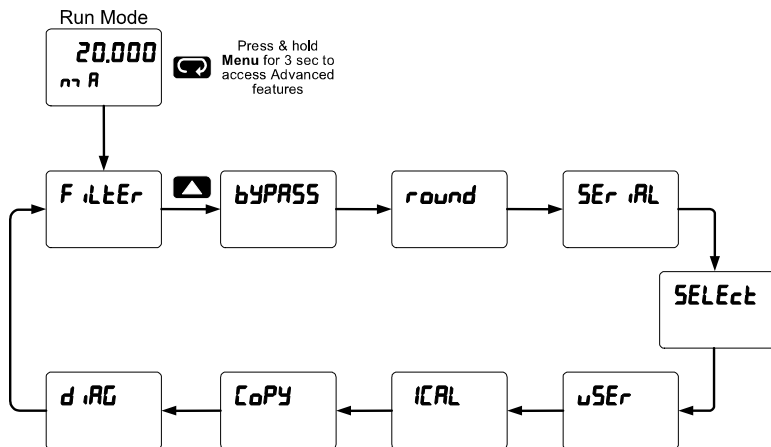 Run Mode
20.000
mA
Press & hold
Menu for 3 sec to
access Advanced
features
FiLtEr
bYPASS
round
SEriAL
SELEct
uSEr
ICAL
CoPY
diAG